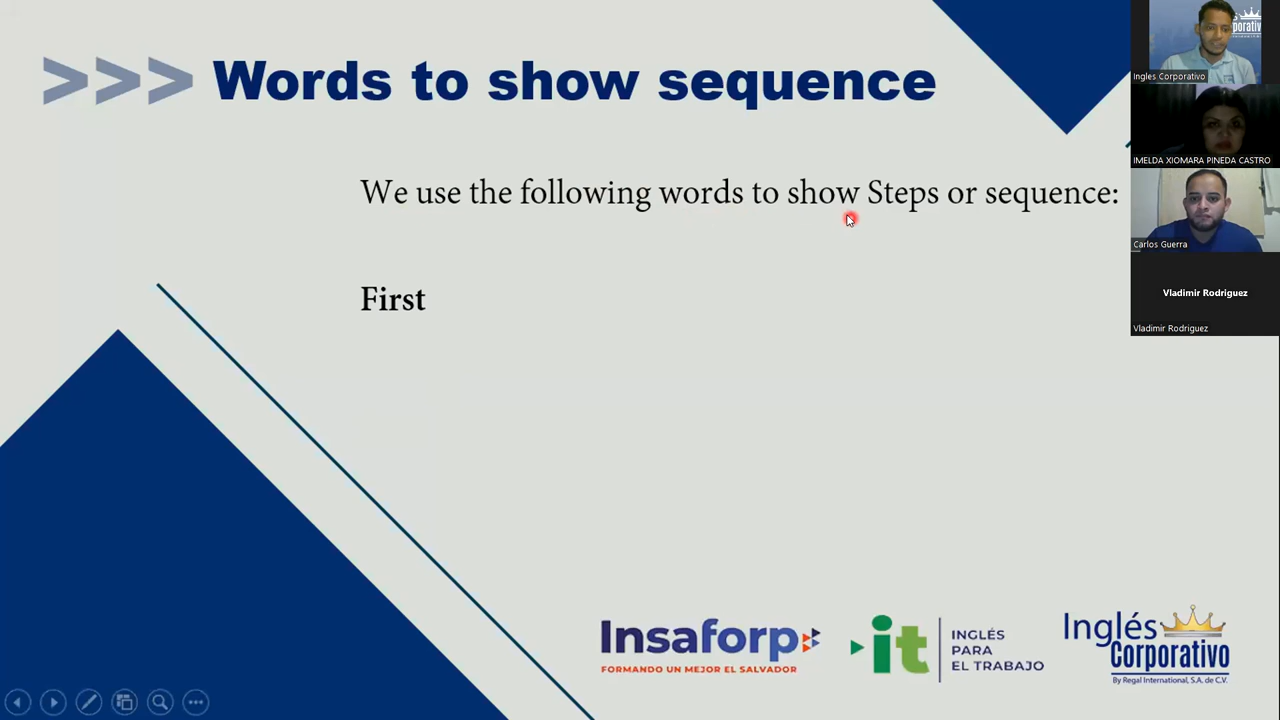 >>> Words to show sequence
We use the following words to show Steps or sequence:
First
Insaforp
FORMANDO UN MEJOR EL SALVADOR
it
INGLÉS
PARA
EL TRABAJO
Inglés
Corporativo
By Regal International, S.A. de C.V.
Ingles Corporativo
IMELDA XIOMARA PINEDA CASTRO
Carlos Guerra
Vladimir Rodriguez
Vladimir Rodriguez